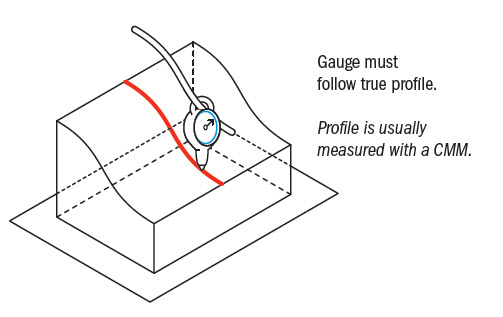 Gauge must
follow true profile.
Profile is usually
measured with a CMM.